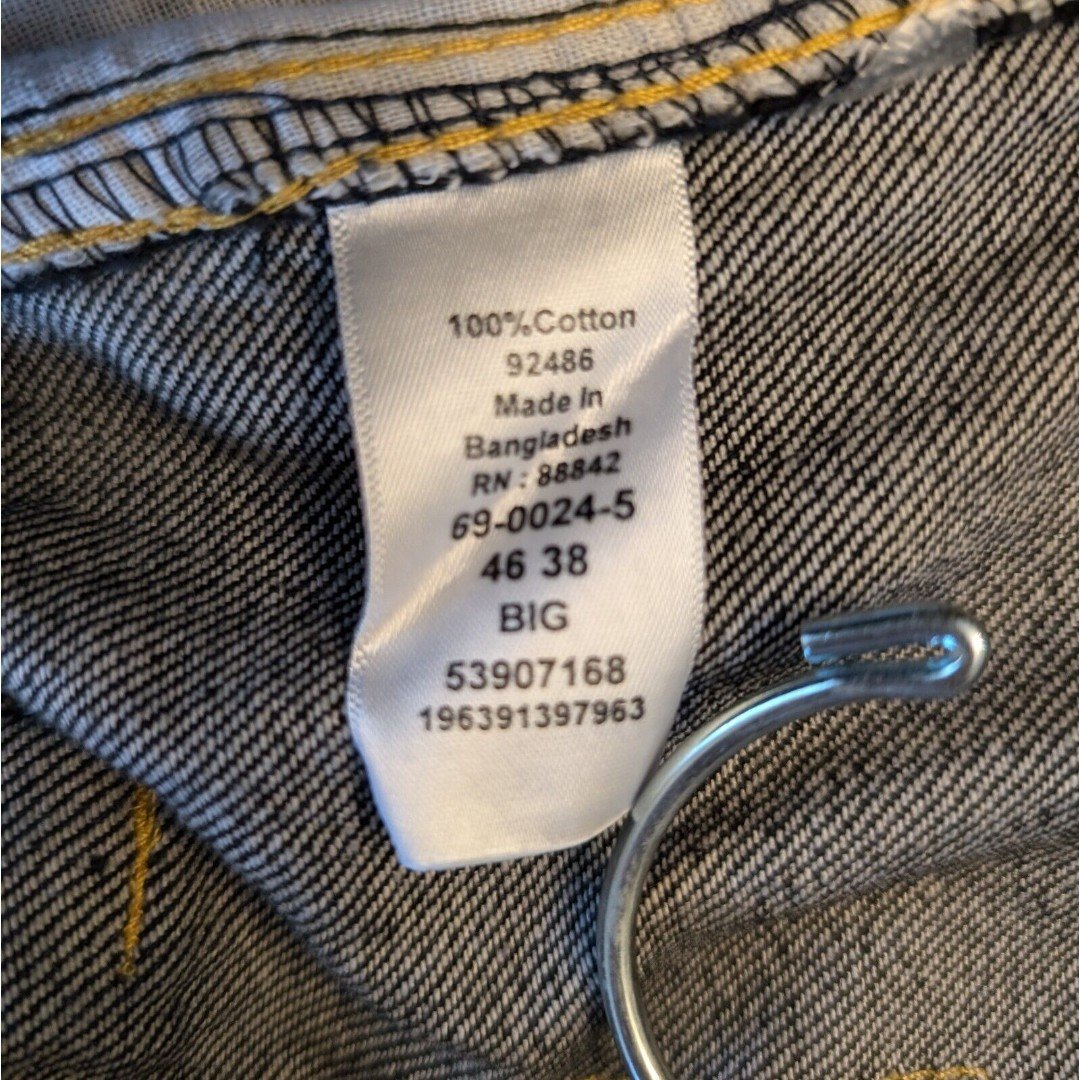 100%Cotton
92486
Made In
Bangladesh
RN : 88842
69-0024-5
46 38
BIG
53907168
196391397963